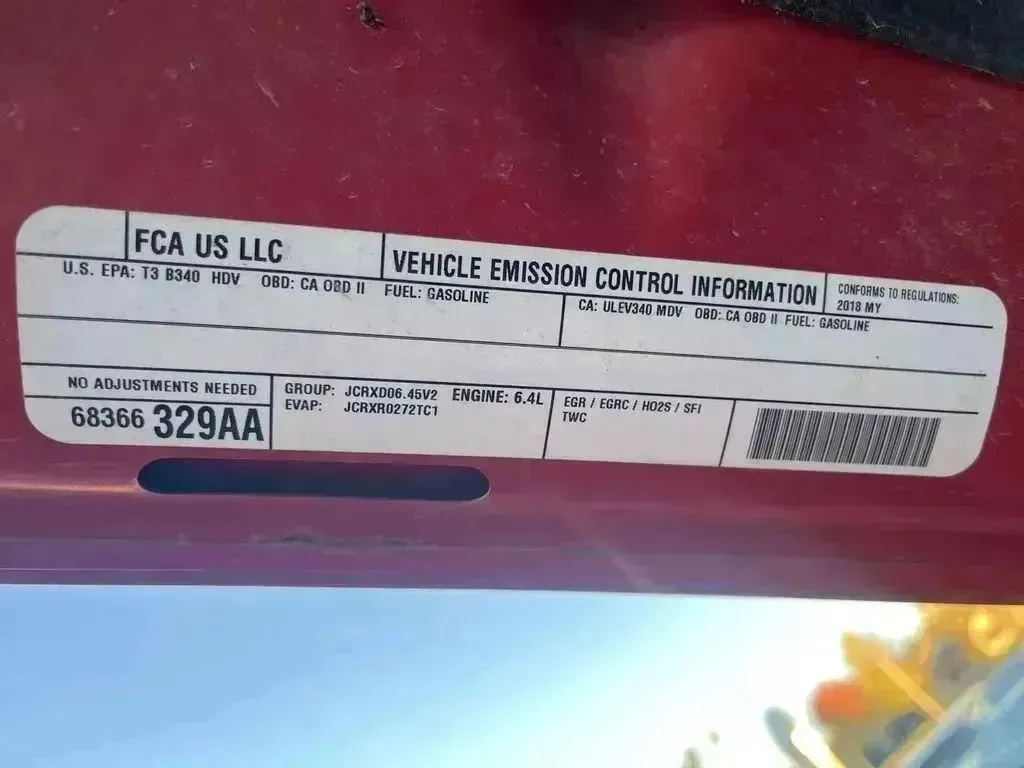 FCA US LLC
VEHICLE EMISSION CONTROL INFORMATION
CONFORMS TO REGULATIONS:
2018 MY
U.S. EPA: T3 B340 HDV OBD: CA OBD II FUEL: GASOLINE
CA: ULEV340 MDV OBD: CA OBD II FUEL: GASOLINE
NO ADJUSTMENTS NEEDED
68366 329AA
GROUP: JCRXD06.45V2 ENGINE: 6.4L
EVAP: JCRXR0272TC1
EGR / EGRC / HO2S / SFI
TWC